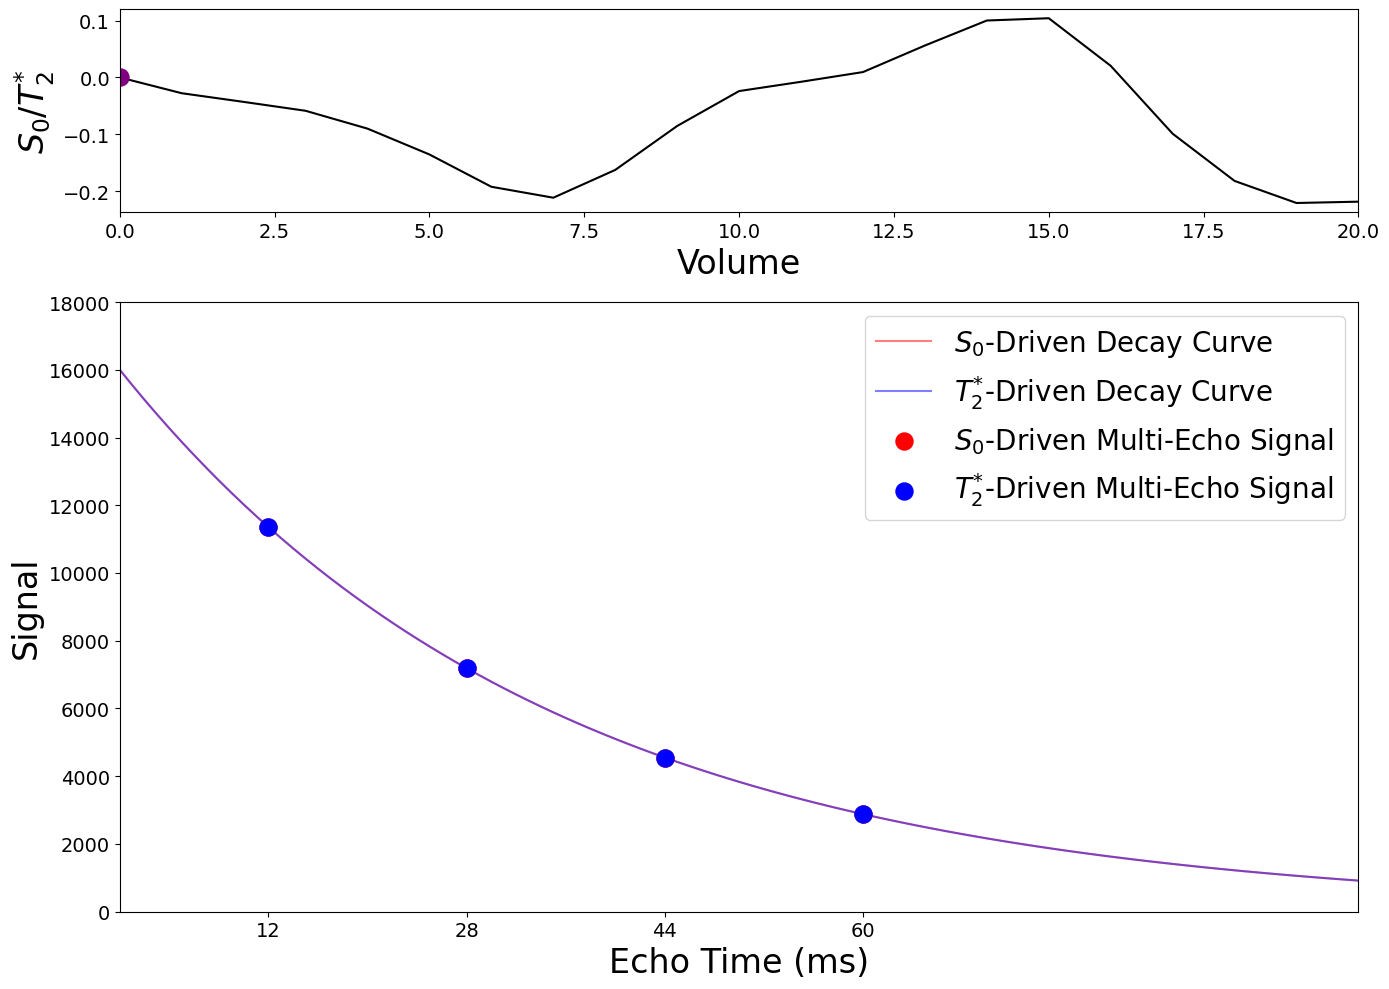 S₀/T₂*
0.1
0.0
−0.1
−0.2
0.0 2.5 5.0 7.5 10.0 12.5 15.0 17.5 20.0
Volume
Signal
18000
16000
14000
12000
10000
8000
6000
4000
2000
0
S₀-Driven Decay Curve
T₂*-Driven Decay Curve
S₀-Driven Multi-Echo Signal
T₂*-Driven Multi-Echo Signal
12 28 44 60
Echo Time (ms)